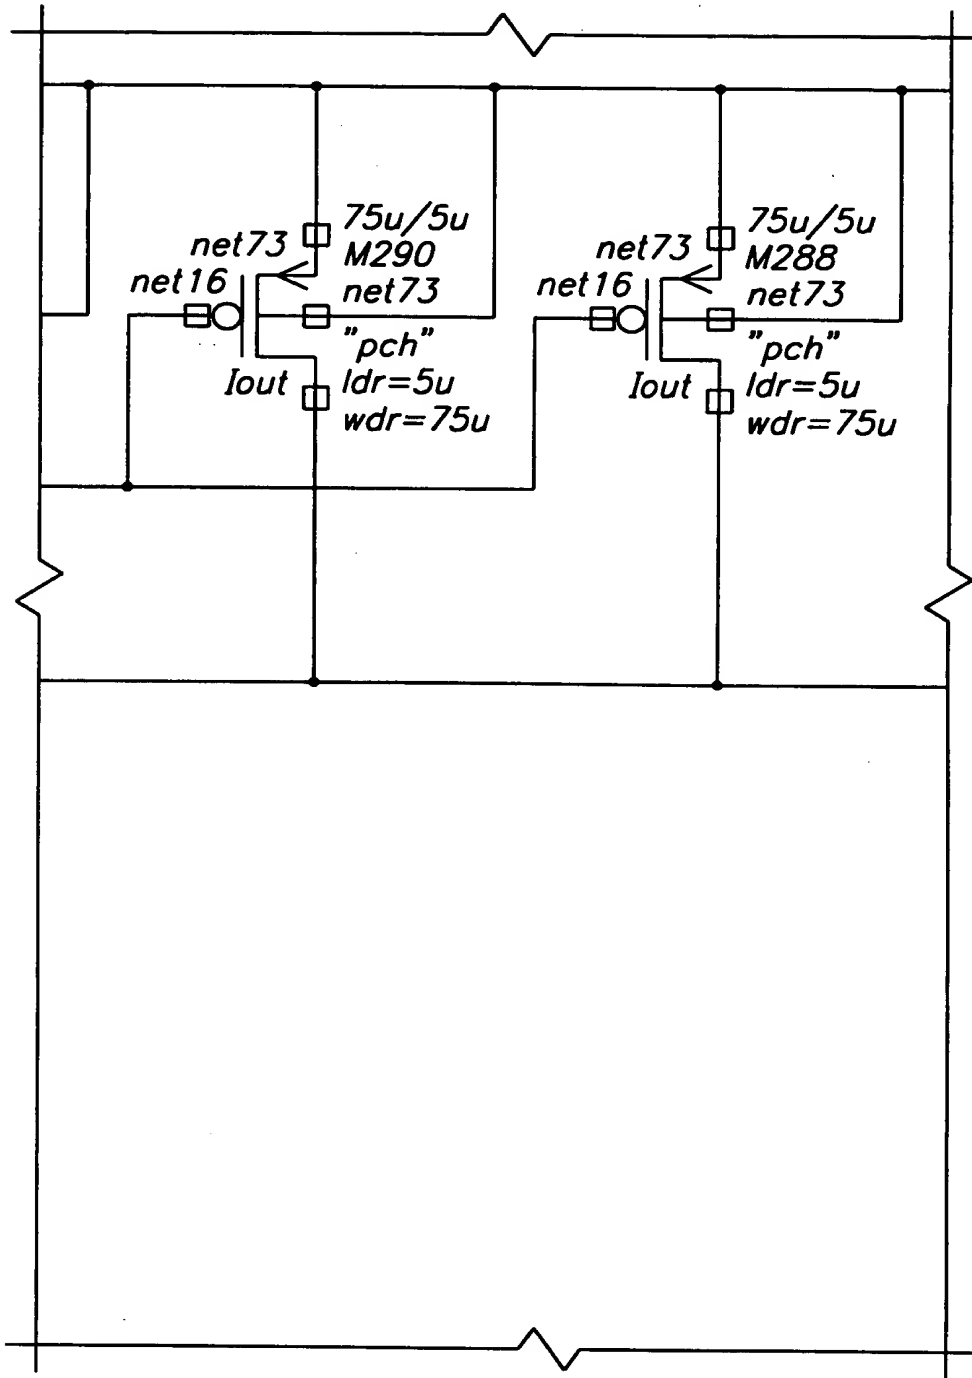 75u/5u
net73
M290
net16
net73
"pch"
Iout
ldr=5u
wdr=75u
75u/5u
net73
M288
net16
net73
"pch"
Iout
ldr=5u
wdr=75u